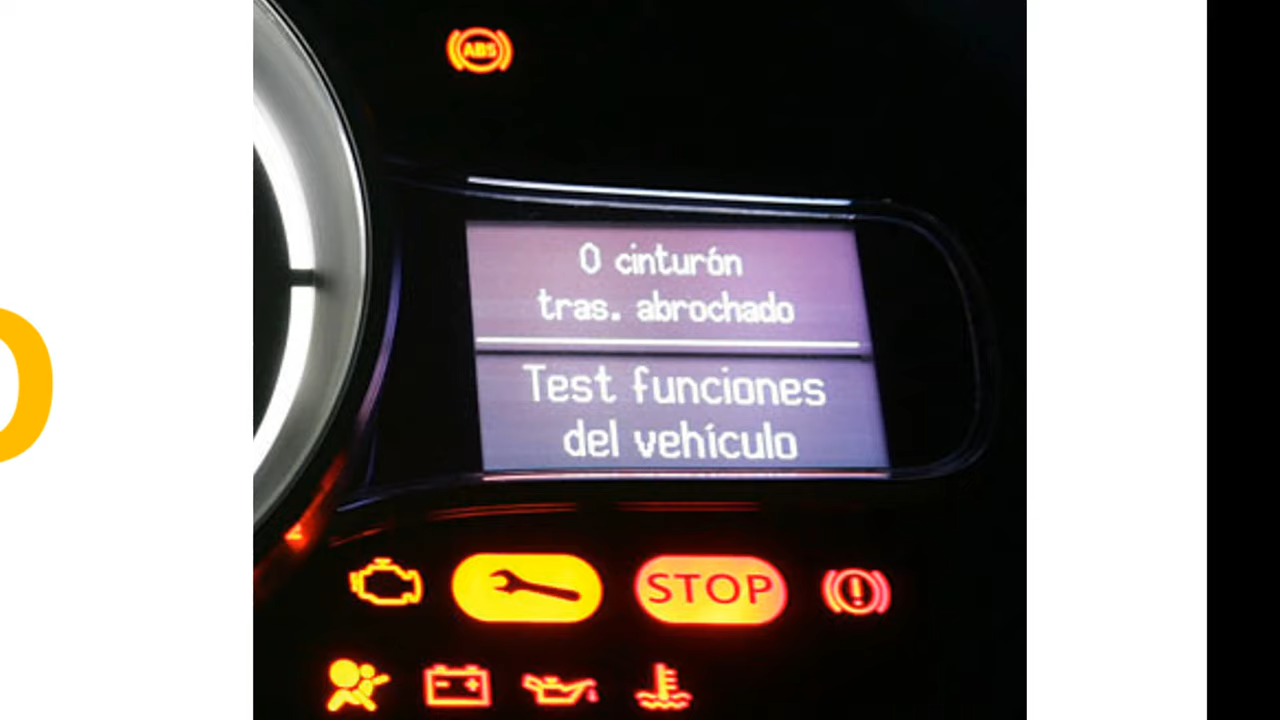 ABS
0 cinturón
tras. abrochado
Test funciones
del vehículo
STOP